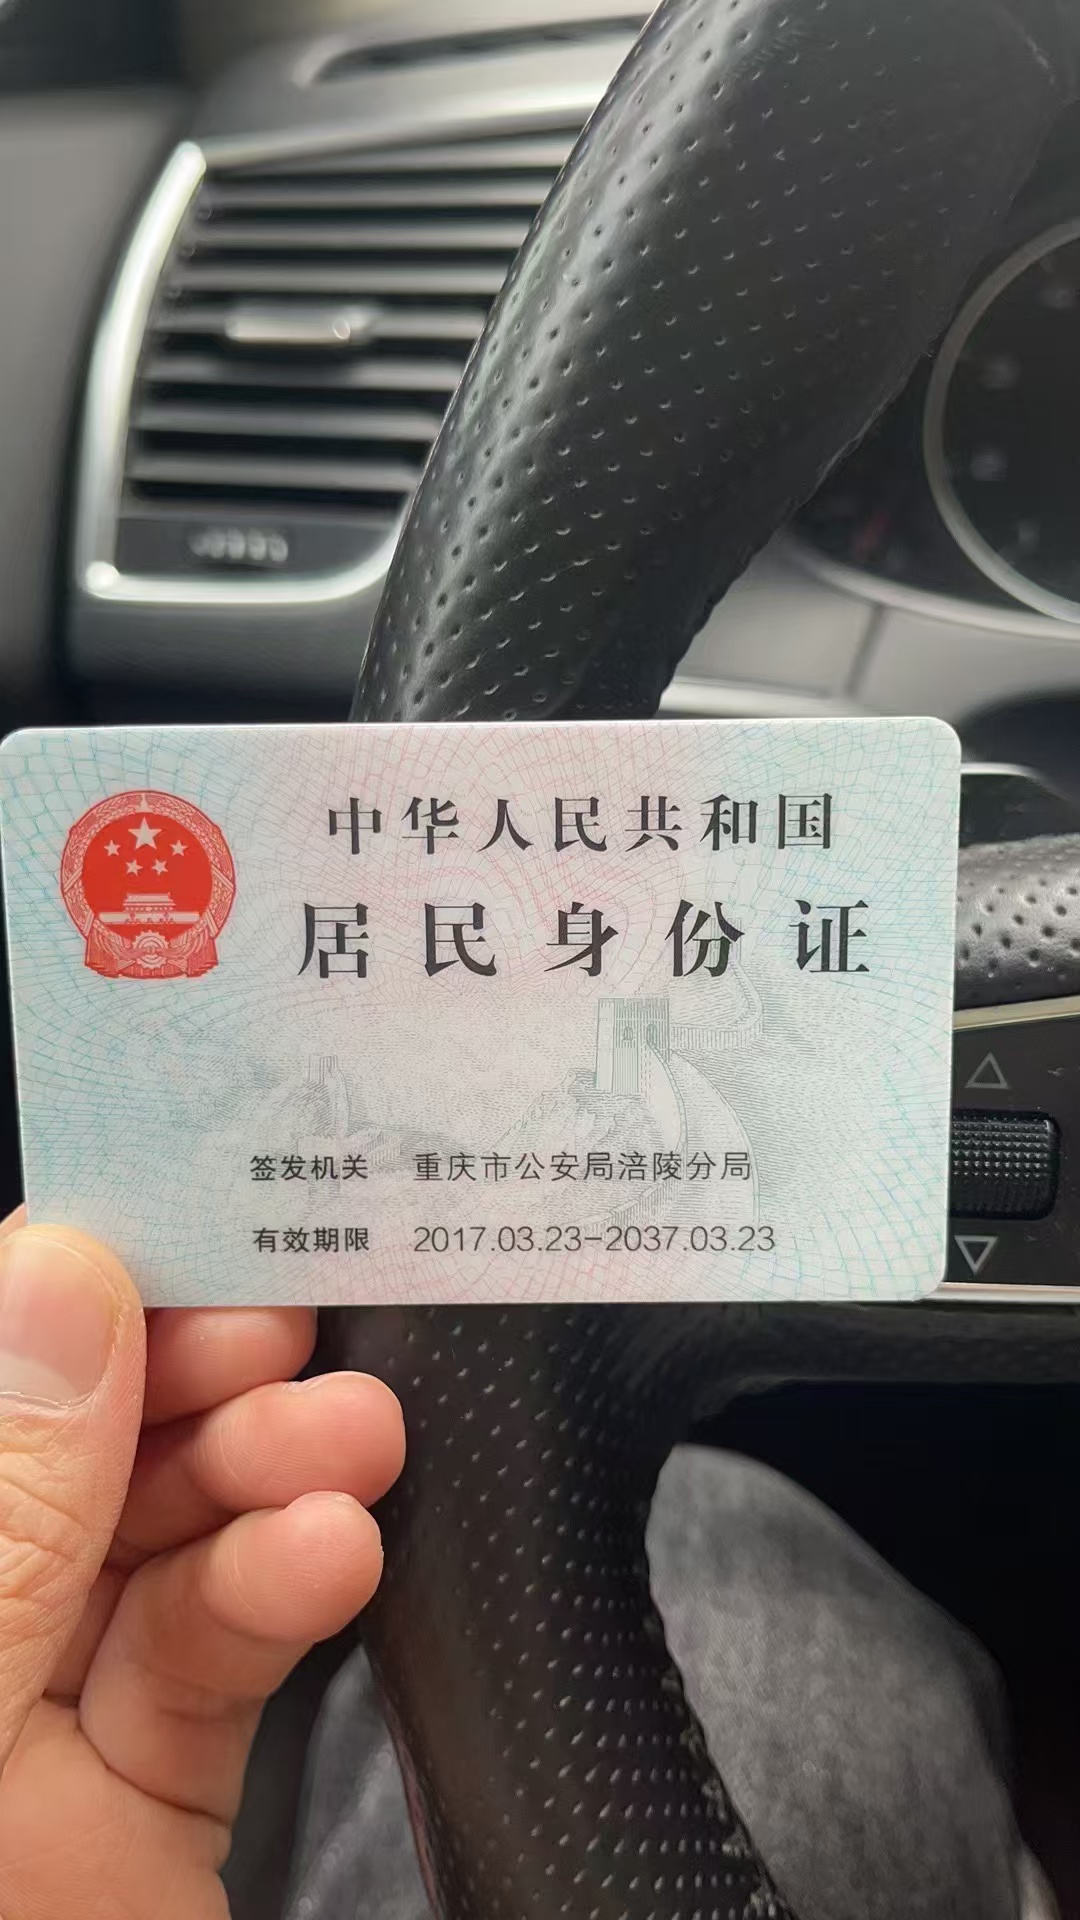 中华人民共和国
居民身份证
签发机关 重庆市公安局涪陵分局
有效期限 2017.03.23-2037.03.23